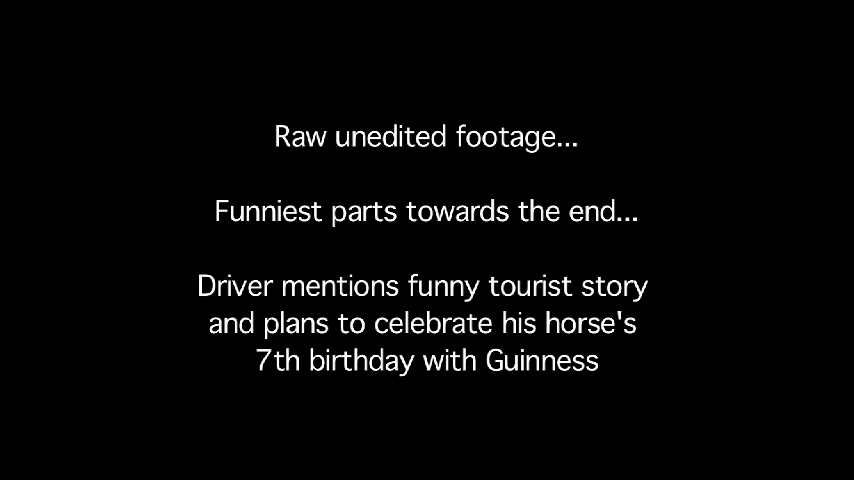 Raw unedited footage...
Funniest parts towards the end...
Driver mentions funny tourist story
and plans to celebrate his horse's
7th birthday with Guinness